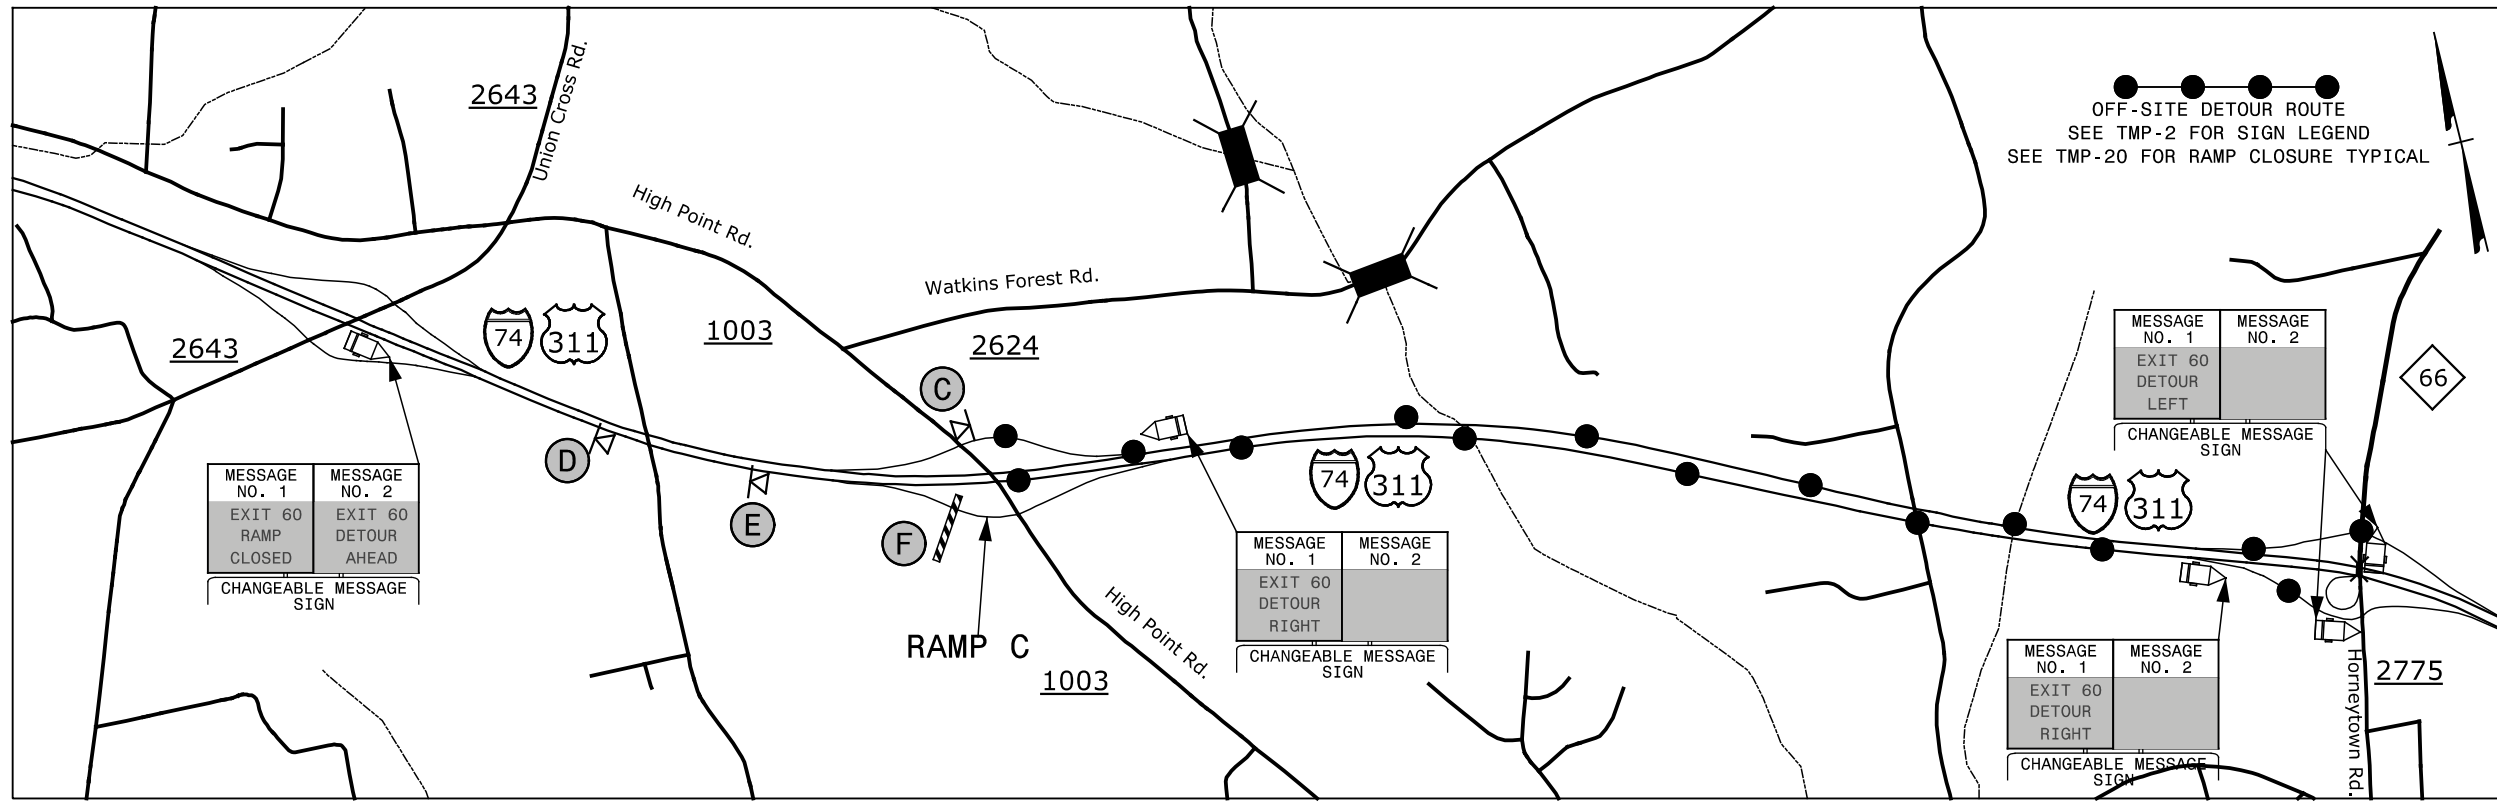 2643
Union Cross Rd.
High Point Rd.
Watkins Forest Rd.
OFF-SITE DETOUR ROUTE
SEE TMP-2 FOR SIGN LEGEND
SEE TMP-20 FOR RAMP CLOSURE TYPICAL
2643
74
311
1003
2624
C
D
E
F
MESSAGE NO. 1
MESSAGE NO. 2
EXIT 60
DETOUR
LEFT
CHANGEABLE MESSAGE
SIGN
66
MESSAGE NO. 1
MESSAGE NO. 2
EXIT 60 EXIT 60
RAMP DETOUR
CLOSED AHEAD
CHANGEABLE MESSAGE
SIGN
74
311
74
311
MESSAGE NO. 1
MESSAGE NO. 2
EXIT 60
DETOUR
RIGHT
CHANGEABLE MESSAGE
SIGN
RAMP C
High Point Rd.
1003
MESSAGE NO. 1
MESSAGE NO. 2
EXIT 60
DETOUR
RIGHT
CHANGEABLE MESSAGE
SIGN
Horneytown Rd.
2775